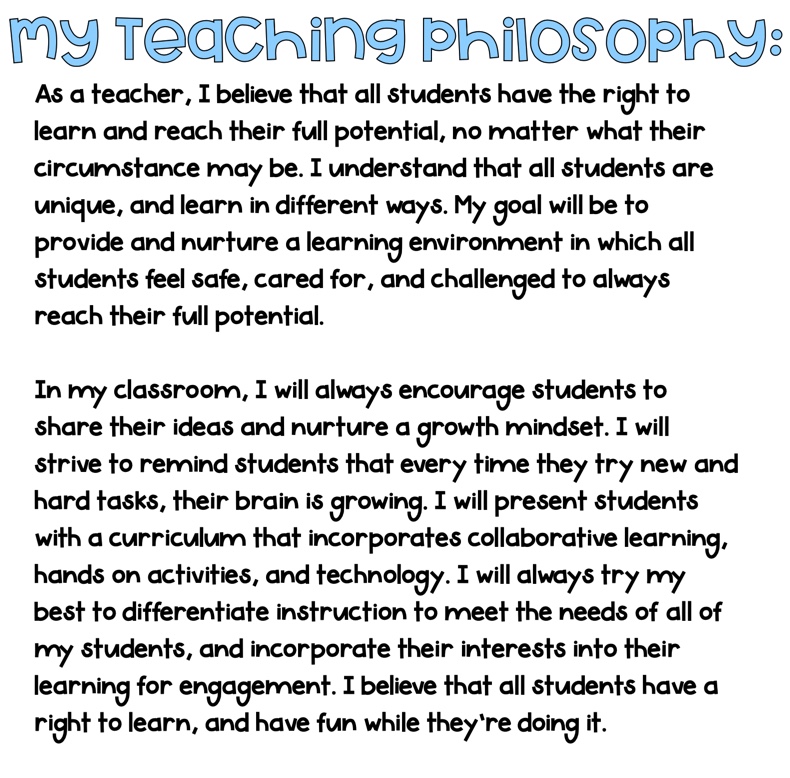 my Teaching Philosophy:
As a teacher, I believe that all students have the right to
learn and reach their full potential, no matter what their
circumstance may be. I understand that all students are
unique, and learn in different ways. My goal will be to
provide and nurture a learning environment in which all
students feel safe, cared for, and challenged to always
reach their full potential.
In my classroom, I will always encourage students to
share their ideas and nurture a growth mindset. I will
strive to remind students that every time they try new and
hard tasks, their brain is growing. I will present students
with a curriculum that incorporates collaborative learning,
hands on activities, and technology. I will always try my
best to differentiate instruction to meet the needs of all of
my students, and incorporate their interests into their
learning for engagement. I believe that all students have a
right to learn, and have fun while they're doing it.